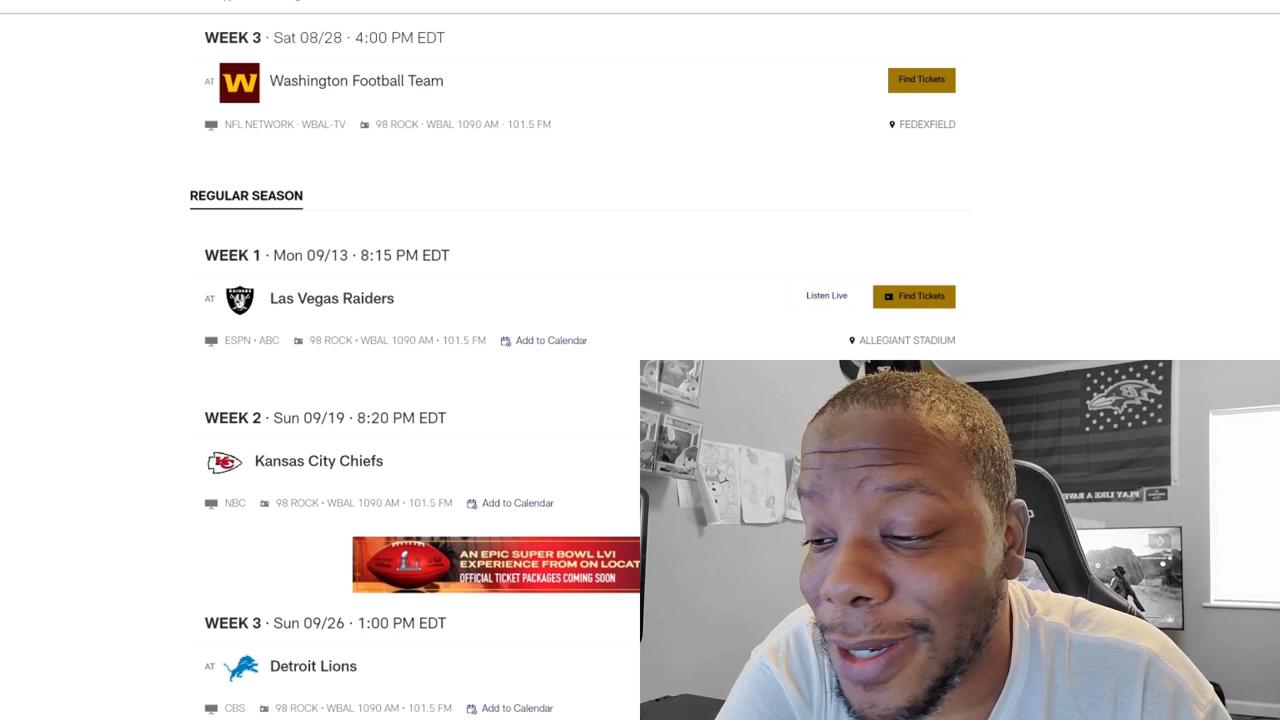 WEEK 3 · Sat 08/28 · 4:00 PM EDT
AT W Washington Football Team Find Tickets
NFL NETWORK · WBAL-TV 98 ROCK · WBAL 1090 AM · 101.5 FM FEDEXFIELD
REGULAR SEASON
WEEK 1 · Mon 09/13 · 8:15 PM EDT
AT RAIDERS Las Vegas Raiders Listen Live Find Tickets
ESPN • ABC 98 ROCK • WBAL 1090 AM • 101.5 FM Add to Calendar ALLEGIANT STADIUM
WEEK 2 · Sun 09/19 · 8:20 PM EDT
KC Kansas City Chiefs
NBC 98 ROCK • WBAL 1090 AM • 101.5 FM Add to Calendar
AN EPIC SUPER BOWL LVI
EXPERIENCE FROM ON LOCAT
OFFICIAL TICKET PACKAGES COMING SOON
WEEK 3 · Sun 09/26 · 1:00 PM EDT
AT Detroit Lions
CBS 98 ROCK • WBAL 1090 AM • 101.5 FM Add to Calendar
PLAY LIKE A RAVE